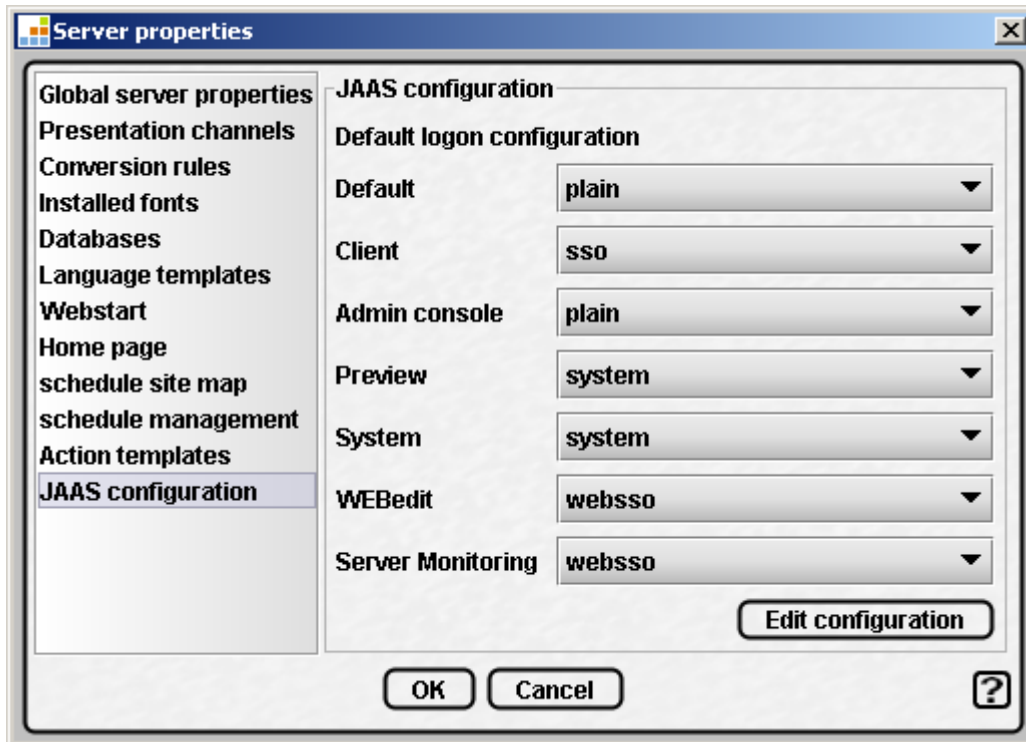 Server properties
Global server properties
Presentation channels
Conversion rules
Installed fonts
Databases
Language templates
Webstart
Home page
schedule site map
schedule management
Action templates
JAAS configuration
JAAS configuration
Default logon configuration
Default plain
Client sso
Admin console plain
Preview system
System system
WEBedit websso
Server Monitoring websso
Edit configuration
OK Cancel ?